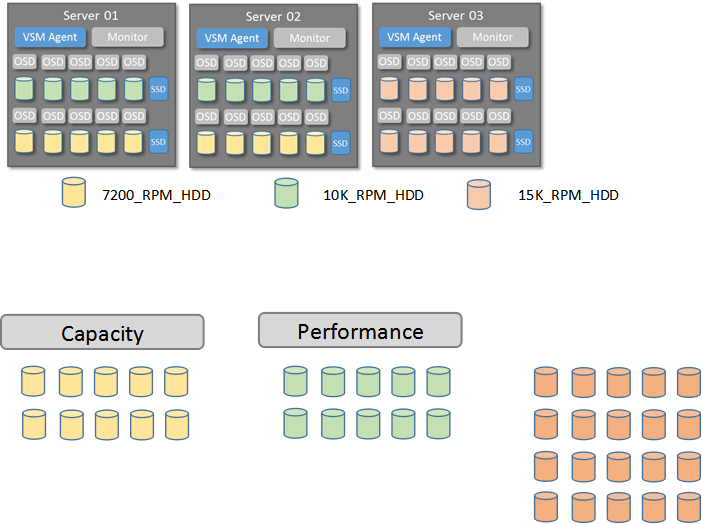 Server 01 Server 02 Server 03
VSM Agent Monitor VSM Agent Monitor VSM Agent Monitor
OSD OSD OSD OSD OSD OSD OSD OSD OSD OSD OSD OSD OSD OSD OSD
SSD SSD SSD
OSD OSD OSD OSD OSD OSD OSD OSD OSD OSD OSD OSD OSD OSD OSD
SSD SSD SSD
7200_RPM_HDD 10K_RPM_HDD 15K_RPM_HDD
Capacity Performance